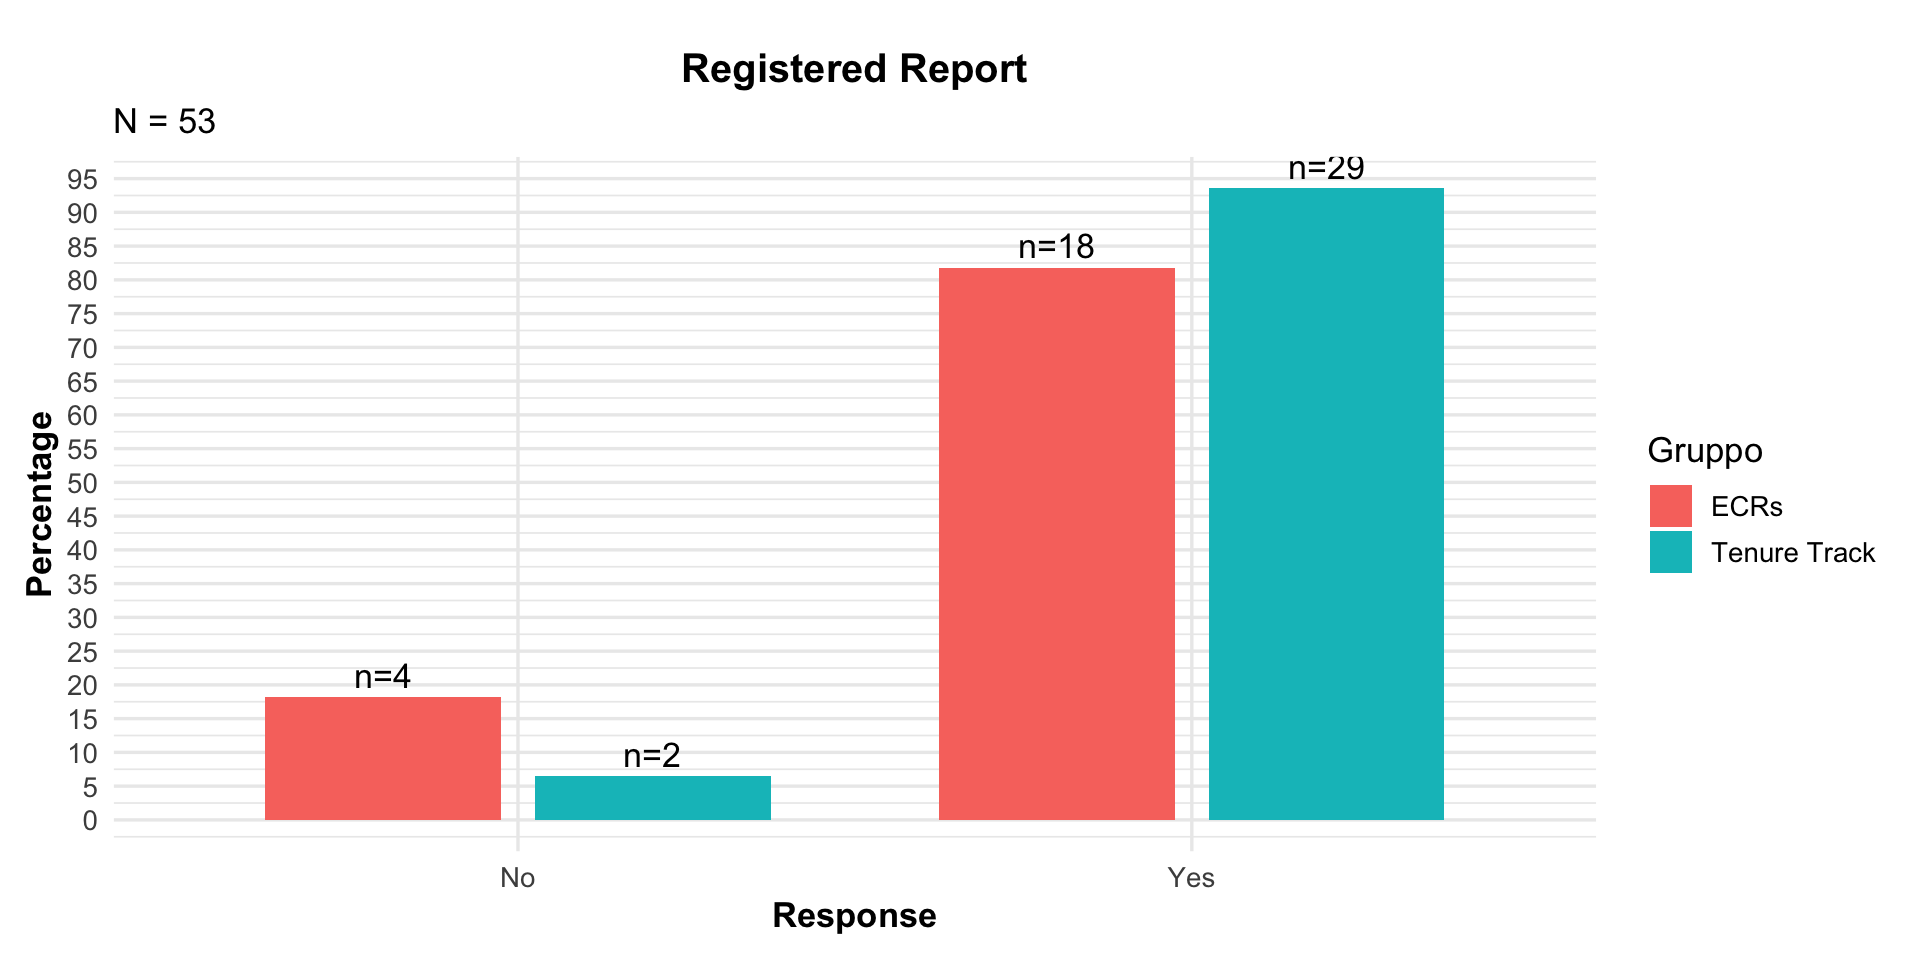 Registered Report
N = 53
Percentage
95
90
85
80
75
70
65
60
55
50
45
40
35
30
25
20
15
10
5
0
n=4
n=2
n=18
n=29
No
Yes
Response
Gruppo
ECRs
Tenure Track